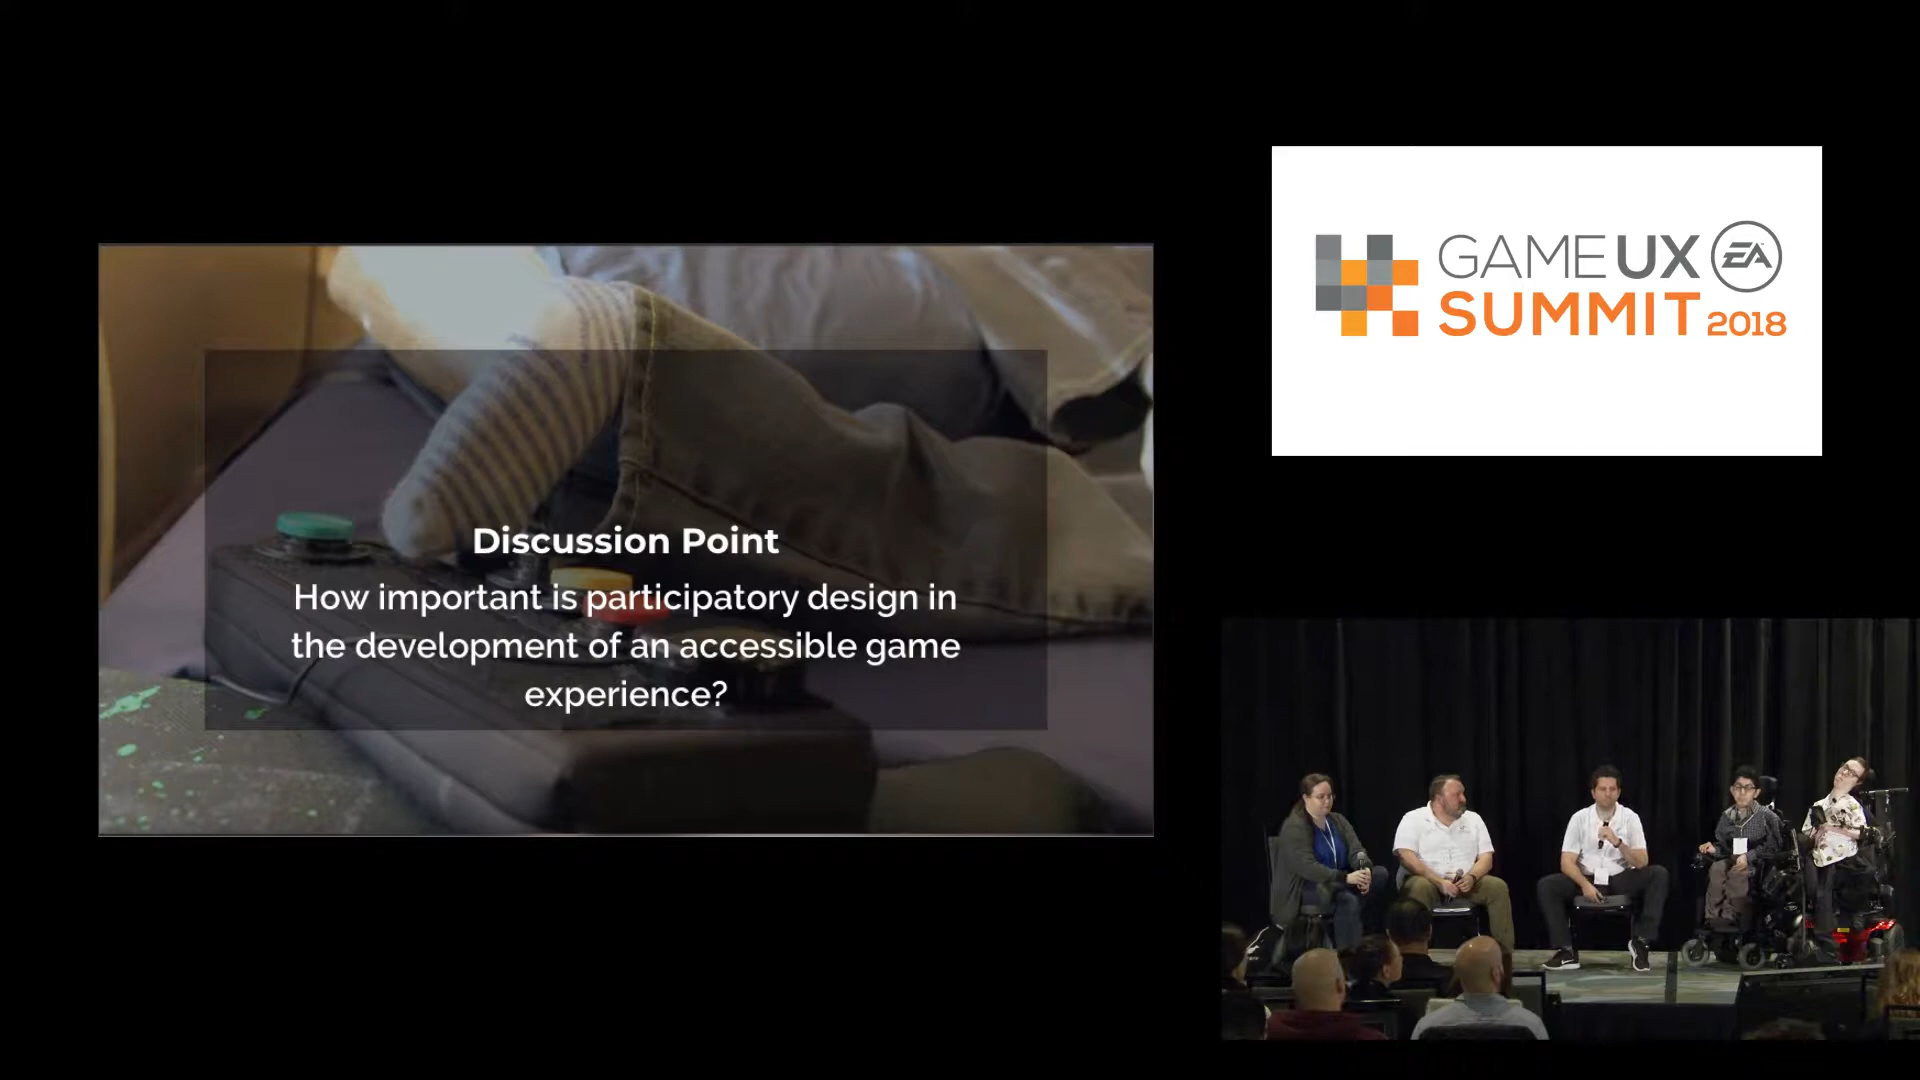 Discussion Point
How important is participatory design in
the development of an accessible game
experience?
GAME UX EA
SUMMIT 2018